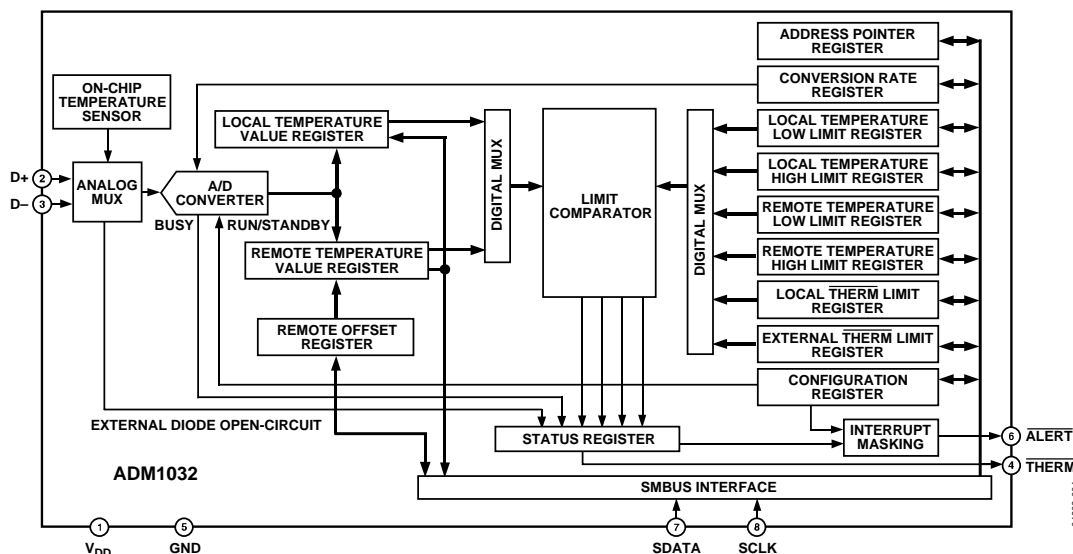 ADDRESS POINTER
REGISTER
CONVERSION RATE
REGISTER
ON-CHIP
TEMPERATURE
SENSOR
LOCAL TEMPERATURE
VALUE REGISTER
LOCAL TEMPERATURE
LOW LIMIT REGISTER
LOCAL TEMPERATURE
HIGH LIMIT REGISTER
REMOTE TEMPERATURE
LOW LIMIT REGISTER
REMOTE TEMPERATURE
HIGH LIMIT REGISTER
LOCAL THERM LIMIT
REGISTER
EXTERNAL THERM LIMIT
REGISTER
CONFIGURATION
REGISTER
D+ 2
D– 3
ANALOG
MUX
A/D
CONVERTER
BUSY
RUN/STANDBY
DIGITAL MUX
LIMIT
COMPARATOR
DIGITAL MUX
REMOTE TEMPERATURE
VALUE REGISTER
REMOTE OFFSET
REGISTER
EXTERNAL DIODE OPEN-CIRCUIT
STATUS REGISTER
INTERRUPT
MASKING
6 ALERT
4 THERM
ADM1032
SMBUS INTERFACE
1
5
7
8
VDD
GND
SDATA
SCLK